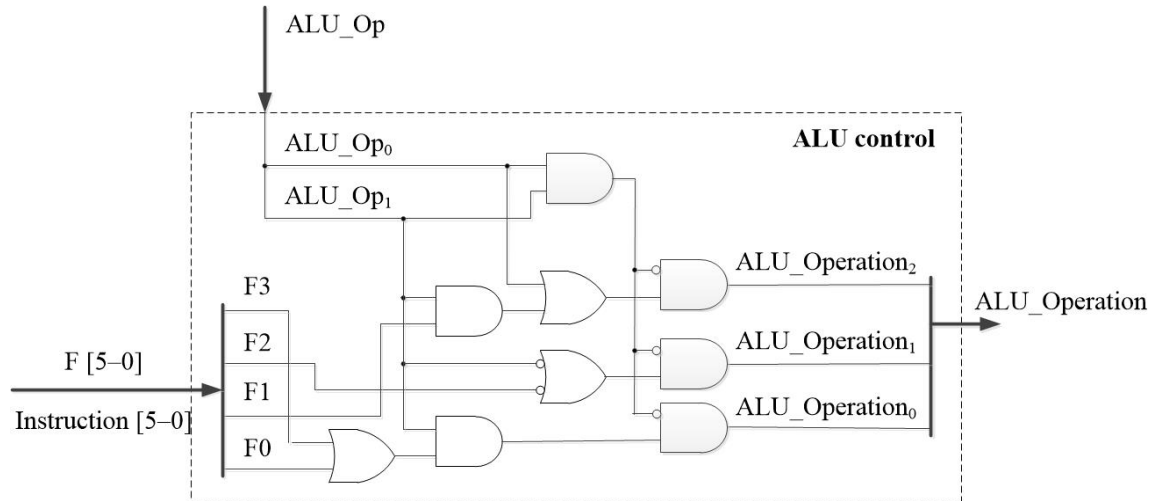 ALU_Op
ALU control
ALU_Op₀
ALU_Op₁
F3
F2
F1
F0
F [5–0]
Instruction [5–0]
ALU_Operation₂
ALU_Operation₁
ALU_Operation₀
ALU_Operation